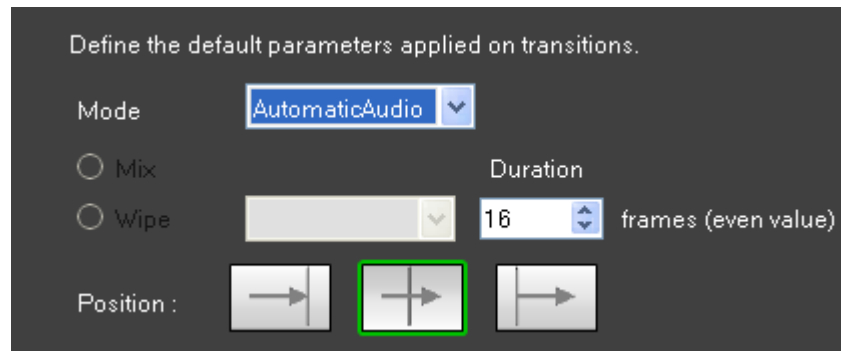 Define the default parameters applied on transitions.
Mode AutomaticAudio
Mix Duration
Wipe 16 frames (even value)
Position :